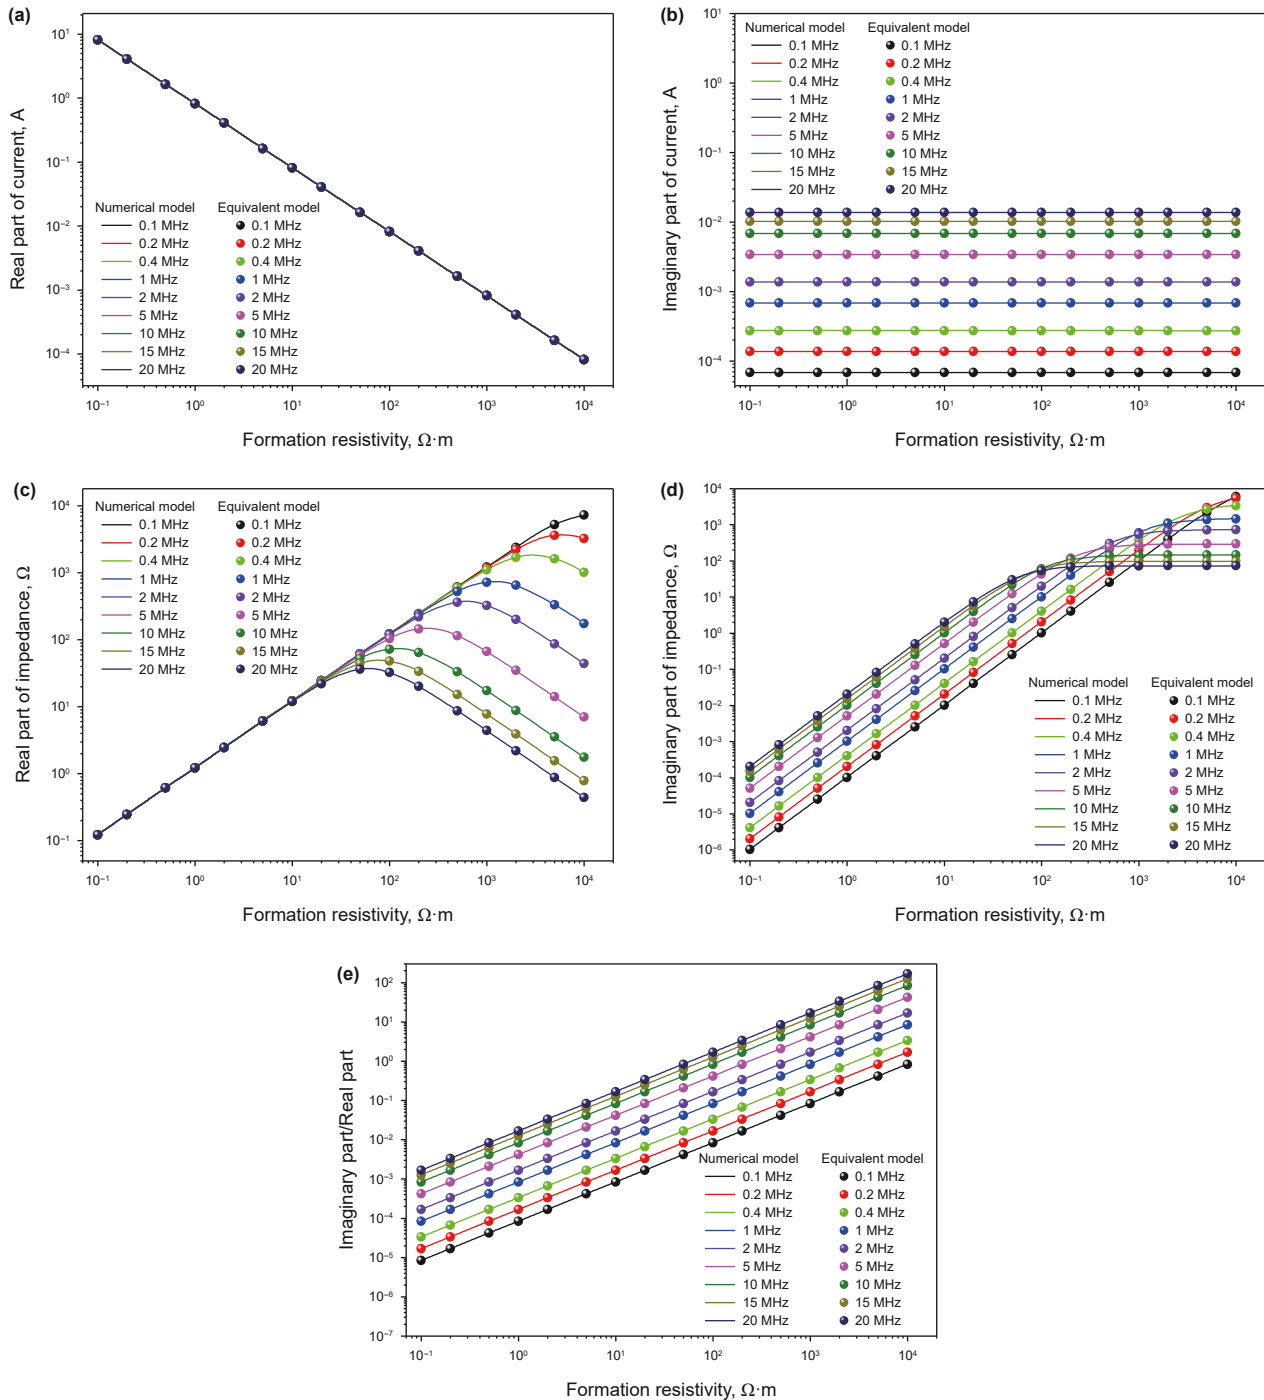 (a)
10¹
10⁰
10⁻¹
10⁻²
10⁻³
10⁻⁴
Real part of current, A
Numerical model Equivalent model
0.1 MHz 0.1 MHz
0.2 MHz 0.2 MHz
0.4 MHz 0.4 MHz
1 MHz 1 MHz
2 MHz 2 MHz
5 MHz 5 MHz
10 MHz 10 MHz
15 MHz 15 MHz
20 MHz 20 MHz
10⁻¹ 10⁰ 10¹ 10² 10³ 10⁴
Formation resistivity, Ω·m
(b)
10¹
10⁰
10⁻¹
10⁻²
10⁻³
10⁻⁴
Imaginary part of current, A
Numerical model Equivalent model
0.1 MHz 0.1 MHz
0.2 MHz 0.2 MHz
0.4 MHz 0.4 MHz
1 MHz 1 MHz
2 MHz 2 MHz
5 MHz 5 MHz
10 MHz 10 MHz
15 MHz 15 MHz
20 MHz 20 MHz
10⁻¹ 10⁰ 10¹ 10² 10³ 10⁴
Formation resistivity, Ω·m
(c)
10⁴
10³
10²
10¹
10⁰
10⁻¹
Real part of impedance, Ω
Numerical model Equivalent model
0.1 MHz 0.1 MHz
0.2 MHz 0.2 MHz
0.4 MHz 0.4 MHz
1 MHz 1 MHz
2 MHz 2 MHz
5 MHz 5 MHz
10 MHz 10 MHz
15 MHz 15 MHz
20 MHz 20 MHz
10⁻¹ 10⁰ 10¹ 10² 10³ 10⁴
Formation resistivity, Ω·m
(d)
10⁴
10³
10²
10¹
10⁰
10⁻¹
10⁻²
10⁻³
10⁻⁴
10⁻⁵
10⁻⁶
Imaginary part of impedance, Ω
Numerical model Equivalent model
0.1 MHz 0.1 MHz
0.2 MHz 0.2 MHz
0.4 MHz 0.4 MHz
1 MHz 1 MHz
2 MHz 2 MHz
5 MHz 5 MHz
10 MHz 10 MHz
15 MHz 15 MHz
20 MHz 20 MHz
10⁻¹ 10⁰ 10¹ 10² 10³ 10⁴
Formation resistivity, Ω·m
(e)
10²
10¹
10⁰
10⁻¹
10⁻²
10⁻³
10⁻⁴
10⁻⁵
10⁻⁶
10⁻⁷
Imaginary part/Real part
Numerical model Equivalent model
0.1 MHz 0.1 MHz
0.2 MHz 0.2 MHz
0.4 MHz 0.4 MHz
1 MHz 1 MHz
2 MHz 2 MHz
5 MHz 5 MHz
10 MHz 10 MHz
15 MHz 15 MHz
20 MHz 20 MHz
10⁻¹ 10⁰ 10¹ 10² 10³ 10⁴
Formation resistivity, Ω·m